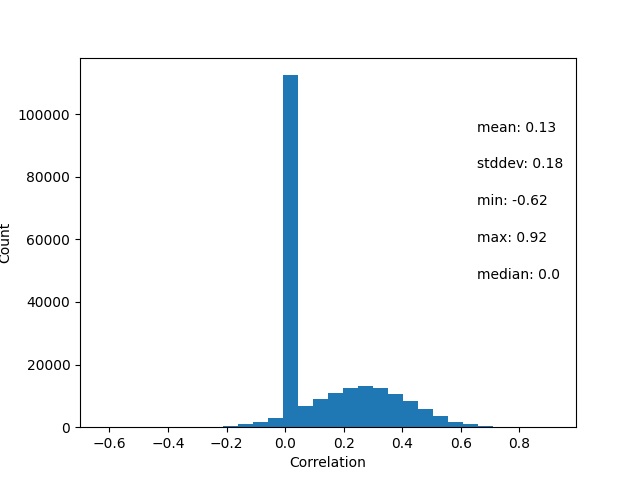 100000
80000
60000
40000
20000
0
Count
−0.6 −0.4 −0.2 0.0 0.2 0.4 0.6 0.8
Correlation
mean: 0.13
stddev: 0.18
min: -0.62
max: 0.92
median: 0.0